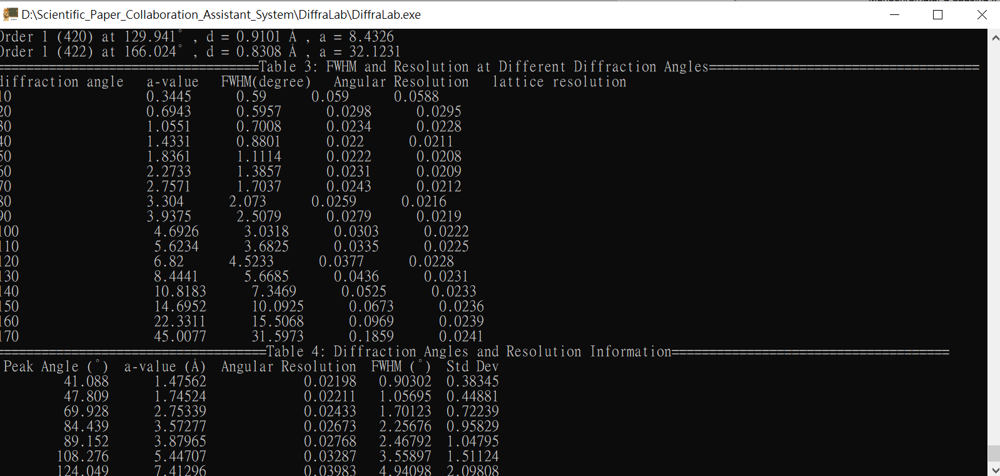 D:\Scientific_Paper_Collaboration_Assistant_System\DiffraLab\DiffraLab.exe
Order 1 (420) at 129.941° , d = 0.9101 Å , a = 8.4326
Order 1 (422) at 166.024° , d = 0.8308 Å , a = 32.1231
===================================Table 3: FWHM and Resolution at Different Diffraction Angles====================================
diffraction angle   a-value   FWHM(degree)   Angular Resolution   lattice resolution
10 0.3445 0.59 0.059 0.0588
20 0.6943 0.5957 0.0298 0.0295
30 1.0551 0.7008 0.0234 0.0228
40 1.4331 0.8801 0.022 0.0211
50 1.8361 1.1114 0.0222 0.0208
60 2.2733 1.3857 0.0231 0.0209
70 2.7571 1.7037 0.0243 0.0212
80 3.304 2.073 0.0259 0.0216
90 3.9375 2.5079 0.0279 0.0219
100 4.6926 3.0318 0.0303 0.0222
110 5.6234 3.6825 0.0335 0.0225
120 6.82 4.5233 0.0377 0.0228
130 8.4441 5.6685 0.0436 0.0231
140 10.8183 7.3469 0.0525 0.0233
150 14.6952 10.0925 0.0673 0.0236
160 22.3311 15.5068 0.0969 0.0239
170 45.0077 31.5973 0.1859 0.0241
====================================Table 4: Diffraction Angles and Resolution Information=====================================
Peak Angle (°)  a-value (Å)  Angular Resolution  FWHM (°)  Std Dev
41.088 1.47562 0.02198 0.90302 0.38345
47.809 1.74524 0.02211 1.05695 0.44881
69.928 2.75339 0.02433 1.70123 0.72239
84.439 3.57277 0.02673 2.25676 0.95829
89.152 3.87965 0.02768 2.46792 1.04795
108.276 5.44707 0.03287 3.55897 1.51124
124.049 7.41296 0.03983 4.94098 2.09808